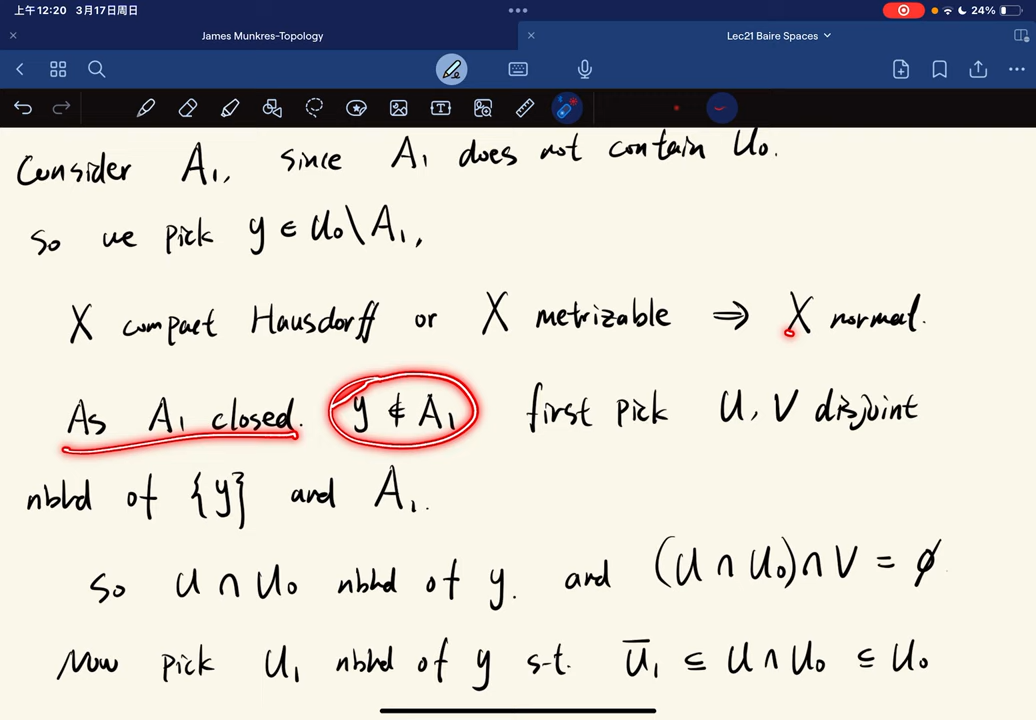 上午12:20 3月17日周日
24%
James Munkres-Topology
Lec21 Baire Spaces
Consider A₁, since A₁ does not contain U₀.
So we pick y ∈ U₀\A₁,
X compact Hausdorff or X metrizable ⇒ X normal.
As A₁ closed. y ∉ A₁ first pick U, V disjoint
nbhd of {y} and A₁.
So U ∩ U₀ nbhd of y. and (U ∩ U₀) ∩ V = ∅
Now pick U₁ nbhd of y s-t. U̅₁ ⊆ U ∩ U₀ ⊆ U₀